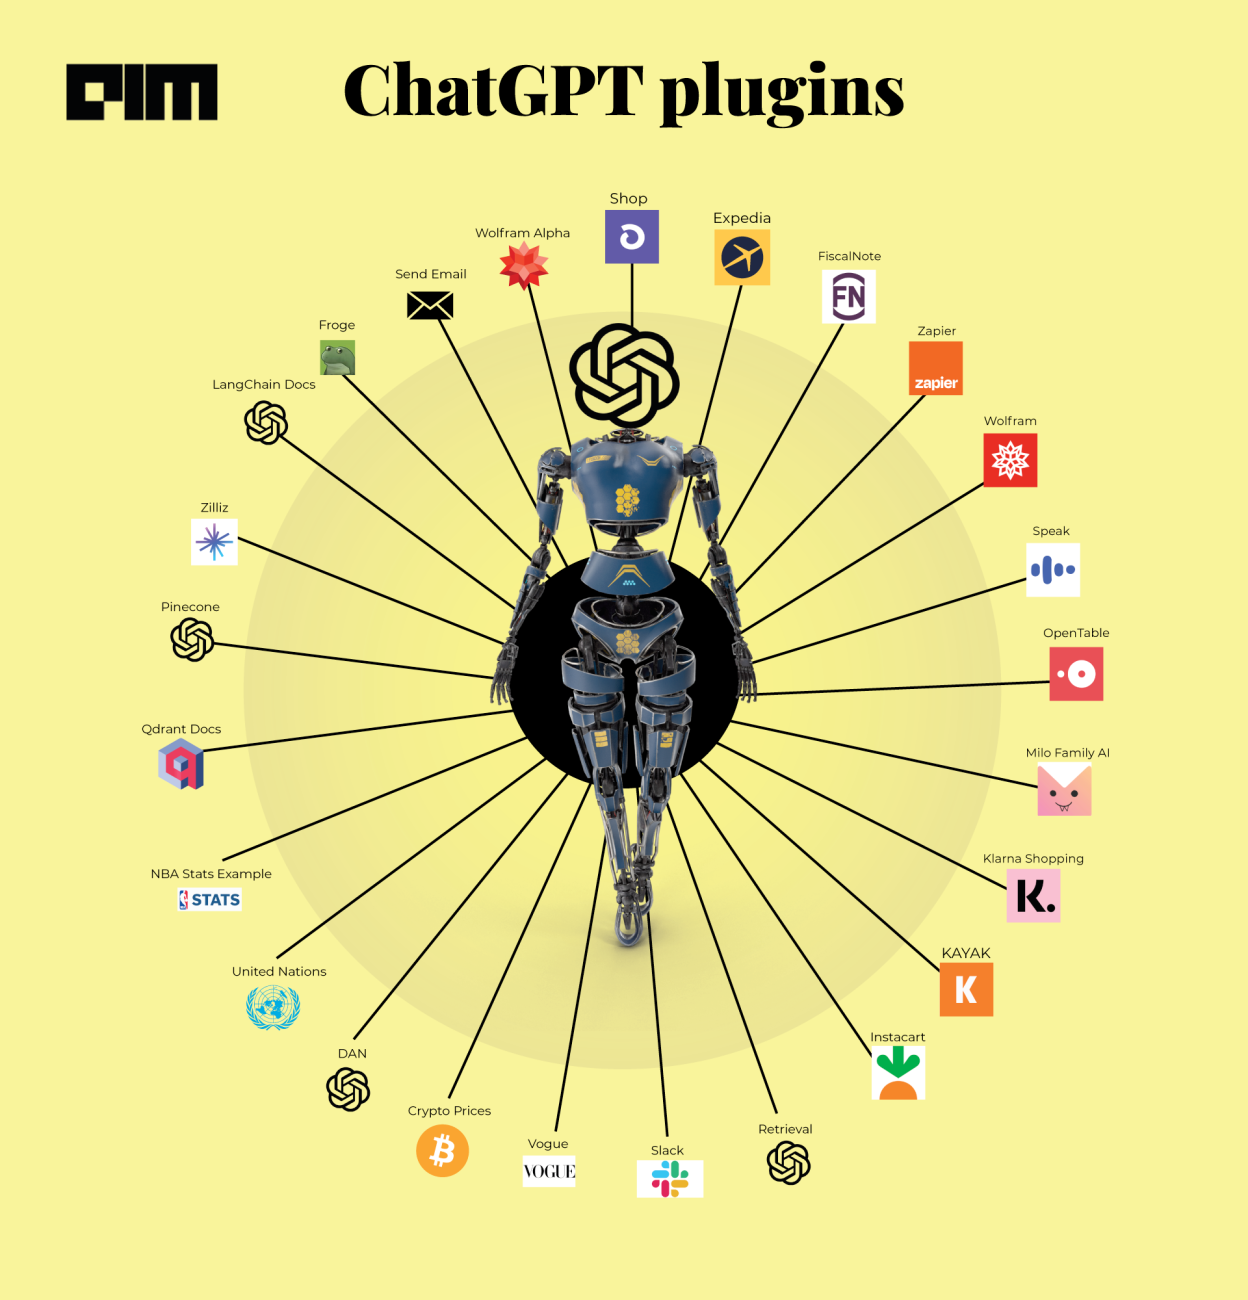 AIM
ChatGPT plugins
Shop
Expedia
Wolfram Alpha
FiscalNote
FN
Send Email
Froge
Zapier
zapier
LangChain Docs
Wolfram
Zilliz
Speak
Pinecone
OpenTable
Qdrant Docs
Milo Family AI
Klarna Shopping
K.
NBA Stats Example
STATS
KAYAK
K
United Nations
Instacart
DAN
Crypto Prices
Retrieval
Vogue
VOGUE
Slack